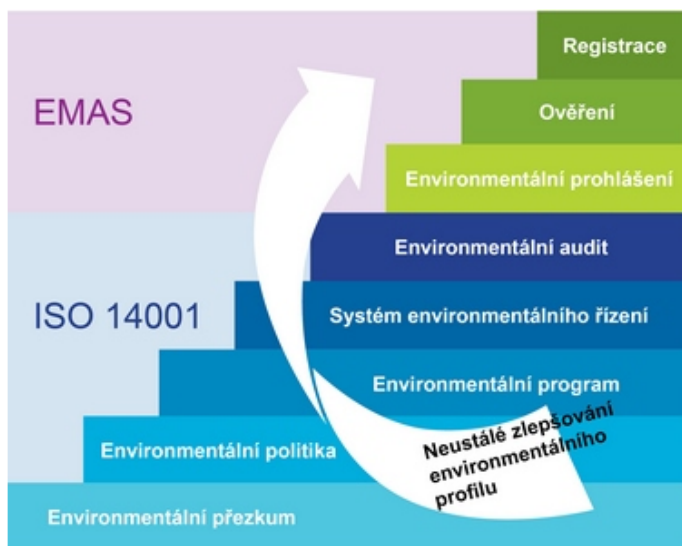 Registrace
EMAS
Ověření
Environmentální prohlášení
Environmentální audit
ISO 14001
Systém environmentálního řízení
Environmentální program
Neustálé zlepšování
environmentálního
profilu
Environmentální politika
Environmentální přezkum